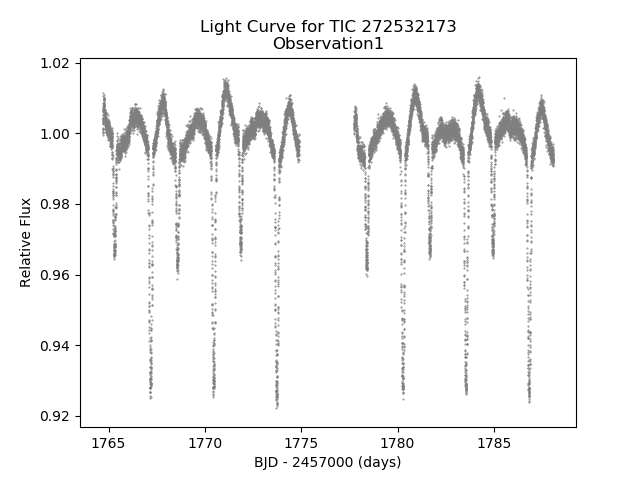 Light Curve for TIC 272532173
Observation1
1.02
1.00
0.98
0.96
0.94
0.92
Relative Flux
1765
1770
1775
1780
1785
BJD - 2457000 (days)